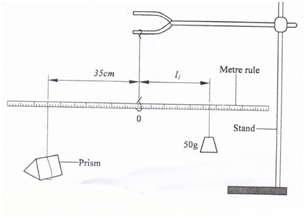 35cm
l₁
Metre rule
0
Stand
50g
Prism